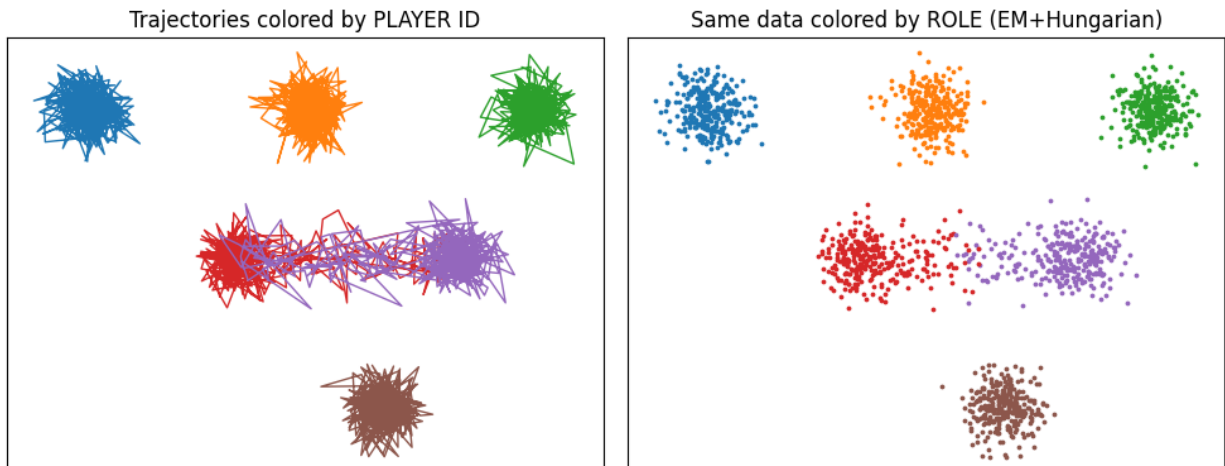 Trajectories colored by PLAYER ID
Same data colored by ROLE (EM+Hungarian)